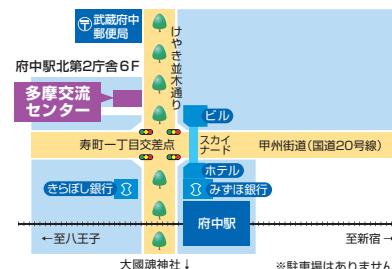 〒武蔵府中
郵便局
けやき並木通り
府中駅北第2庁舎6F
多摩交流
センター
ビル
寿町一丁目交差点
スカイ
ナード
甲州街道(国道20号線)
ホテル
きらぼし銀行
みずほ銀行
府中駅
←至八王子
至新宿→
大國魂神社↓
※駐車場はありません